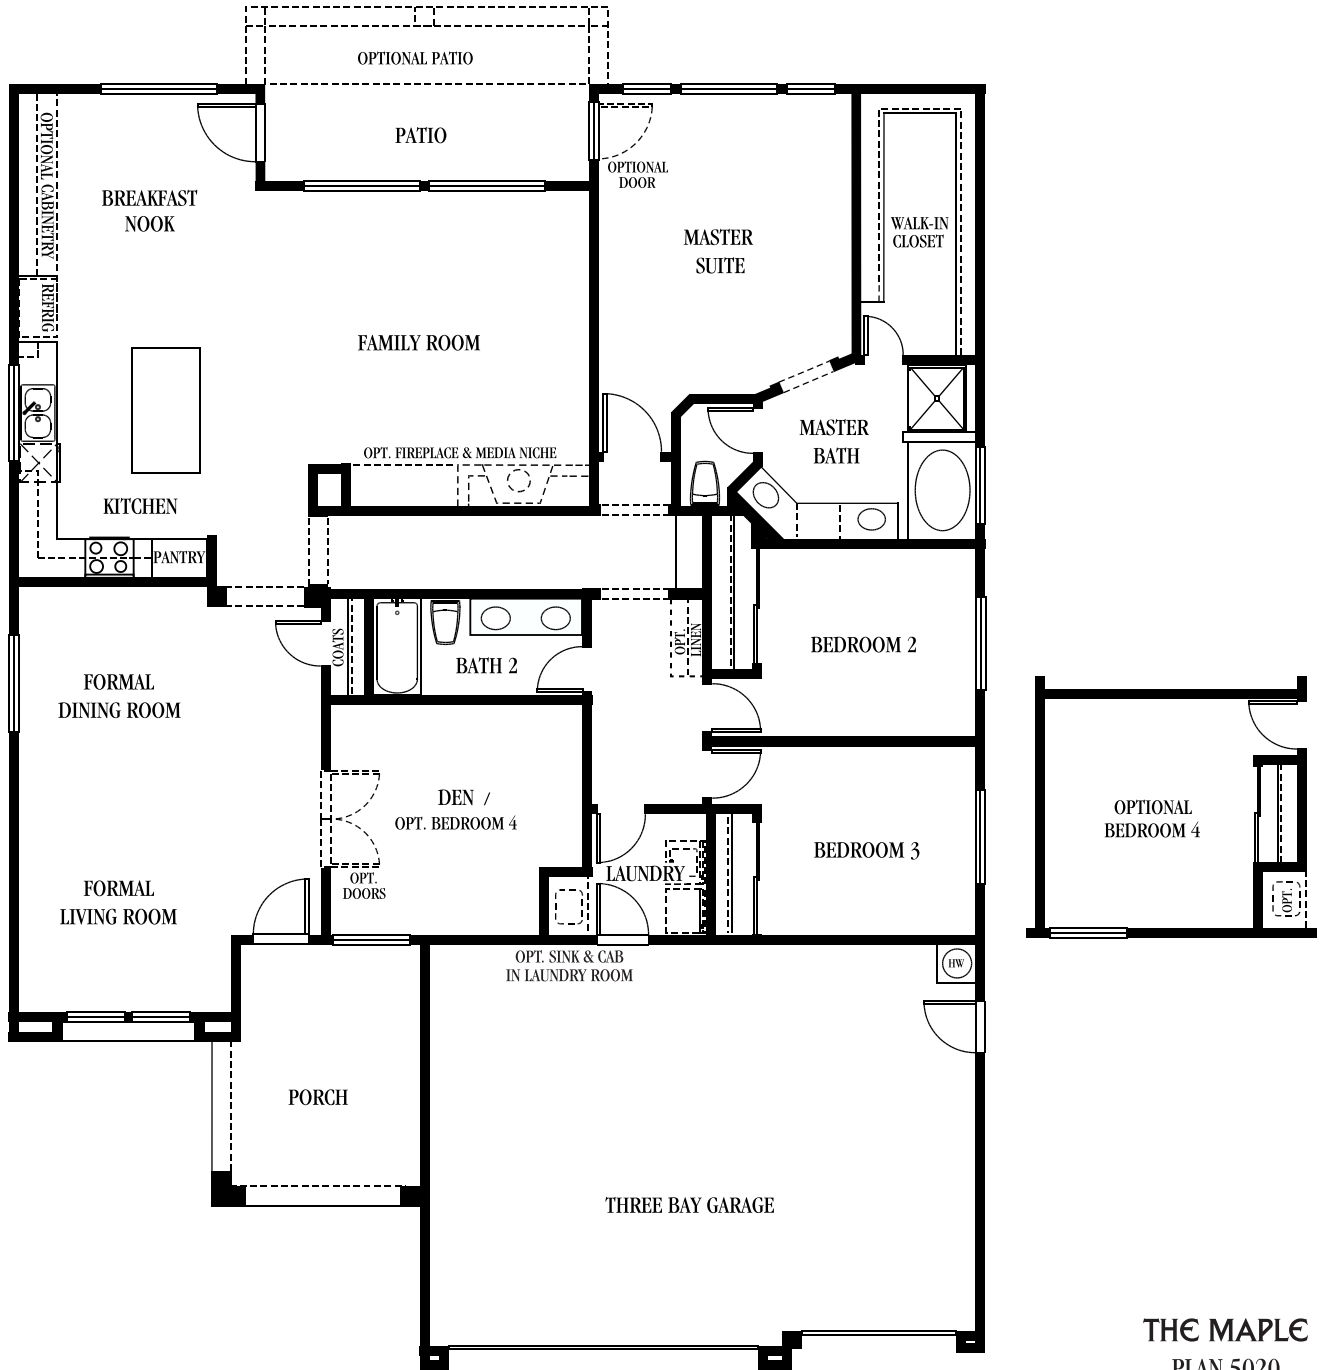 OPTIONAL PATIO
PATIO
OPTIONAL
DOOR
OPTIONAL CABINETRY
BREAKFAST
NOOK
MASTER
SUITE
WALK-IN
CLOSET
REFRIG
FAMILY ROOM
MASTER
BATH
OPT. FIREPLACE & MEDIA NICHE
KITCHEN
PANTRY
COATS
BATH 2
OPT.
LINEN
BEDROOM 2
FORMAL
DINING ROOM
DEN /
OPT. BEDROOM 4
OPTIONAL
BEDROOM 4
BEDROOM 3
LAUNDRY
OPT.
DOORS
FORMAL
LIVING ROOM
OPT.
OPT. SINK & CAB
IN LAUNDRY ROOM
HW
PORCH
THREE BAY GARAGE
THE MAPLE
PLAN 5020